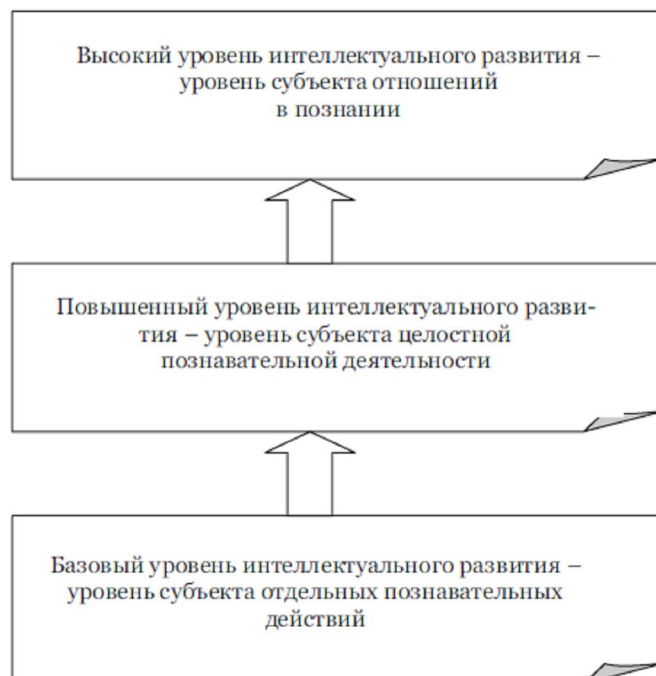 Высокий уровень интеллектуального развития –
уровень субъекта отношений
в познании
Повышенный уровень интеллектуального разви-
тия – уровень субъекта целостной
познавательной деятельности
Базовый уровень интеллектуального развития –
уровень субъекта отдельных познавательных
действий